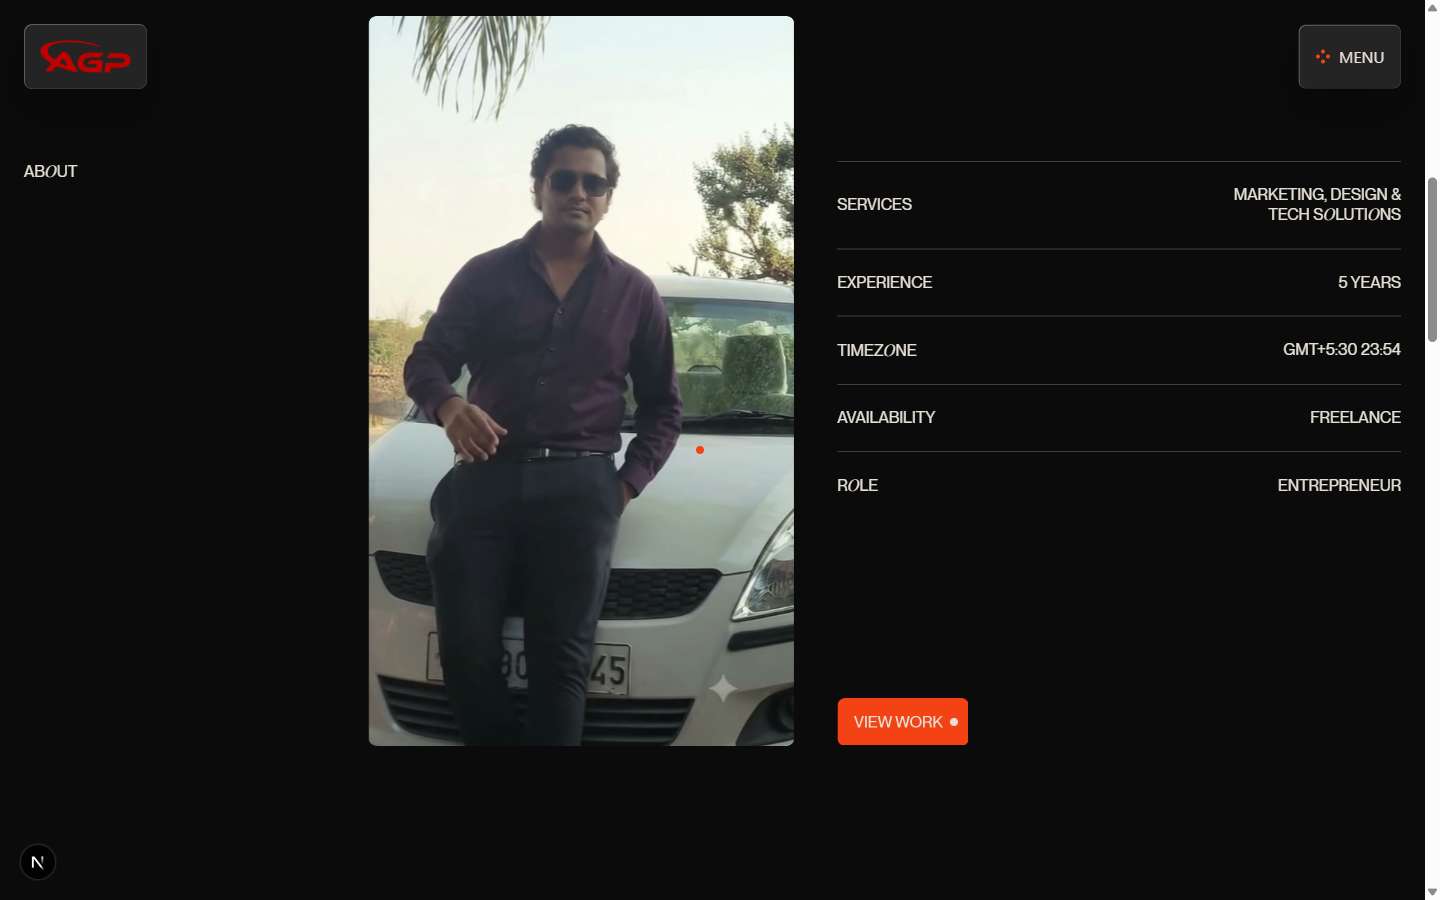 AGP
MENU
ABOUT
SERVICES
MARKETING, DESIGN &
TECH SOLUTIONS
EXPERIENCE
5 YEARS
TIMEZONE
GMT+5:30 23:54
AVAILABILITY
FREELANCE
ROLE
ENTREPRENEUR
45
VIEW WORK
N